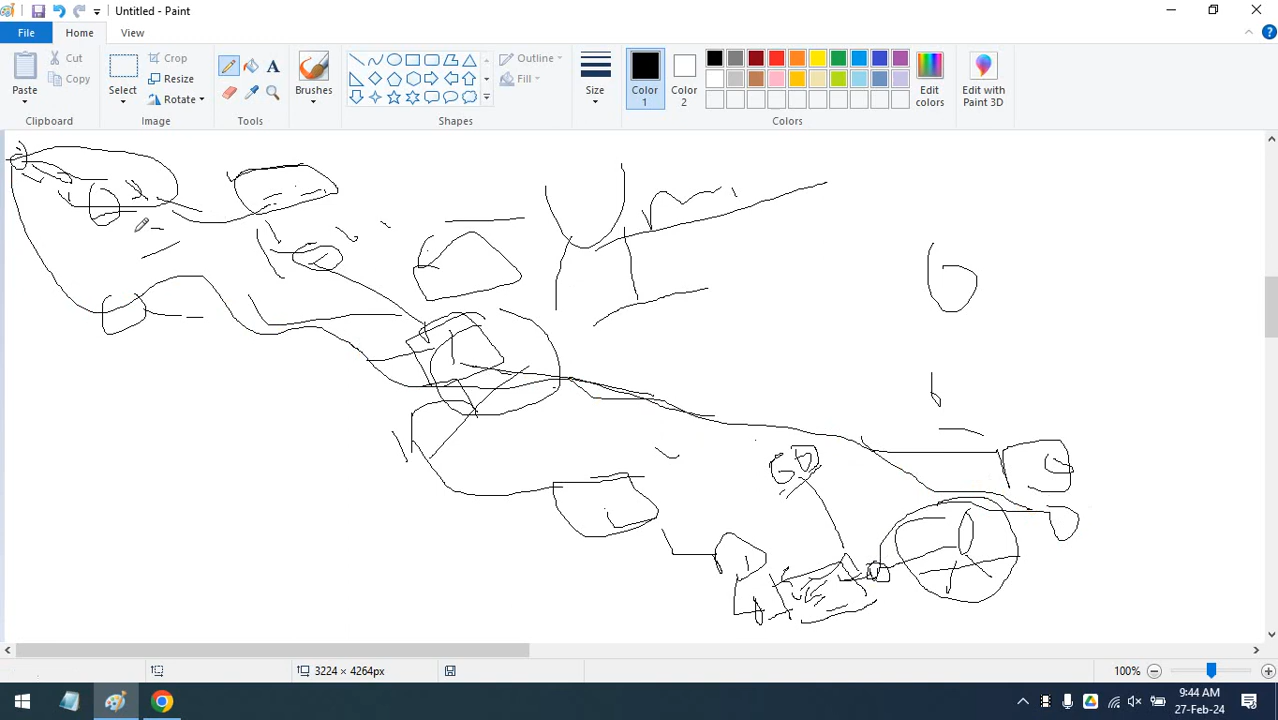 Untitled - Paint
File Home View
Cut
Copy
Paste
Clipboard
Select
Crop
Resize
Rotate
Image
A
Tools
Brushes
Outline
Fill
Shapes
Size
Color 1
Color 2
Edit colors
Edit with Paint 3D
Colors
3224 × 4264px
100%
9:44 AM
27-Feb-24